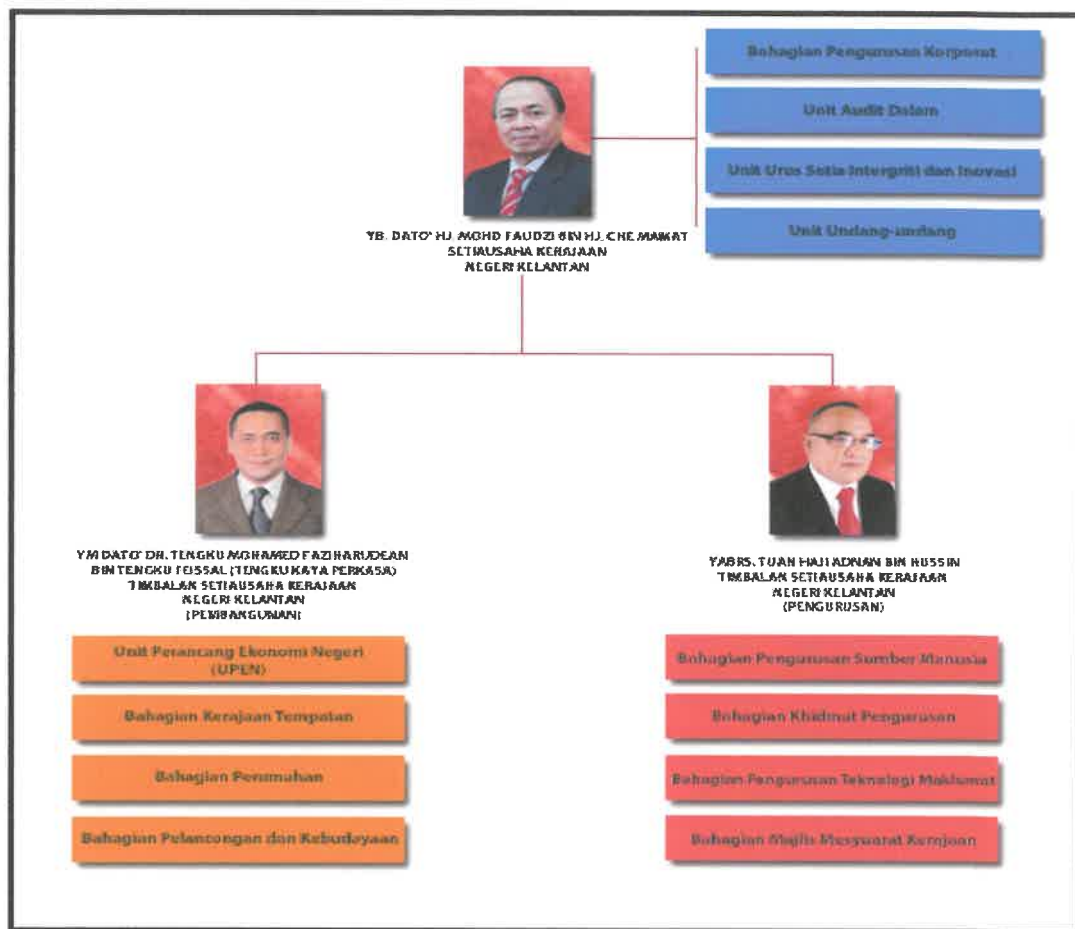 Bahagian Pengurusan Korporat
Unit Audit Dalam
Unit Urus Setia Intergriti dan Inovasi
Unit Undang-undang
YB. DATO' HJ. MOHD FAUDZI BIN HJ. CHE MAMAT
SETIAUSAHA KERAJAAN
NEGERI KELANTAN
YM DATO' DR. TENGKU MOHAMED FAZIHARUDEAN
BIN TENGKU FEISSAL (TENGKU KAYA PERKASA)
TIMBALAN SETIAUSAHA KERAJAAN
NEGERI KELANTAN
(PEMBANGUNAN)
YABRS. TUAN HAJI ADNAN BIN HUSSIN
TIMBALAN SETIAUSAHA KERAJAAN
NEGERI KELANTAN
(PENGURUSAN)
Unit Perancang Ekonomi Negeri
(UPEN)
Bahagian Kerajaan Tempatan
Bahagian Perumahan
Bahagian Pelancongan dan Kebudayaan
Bahagian Pengurusan Sumber Manusia
Bahagian Khidmat Pengurusan
Bahagian Pengurusan Teknologi Maklumat
Bahagian Majlis Mesyuarat Kerajaan